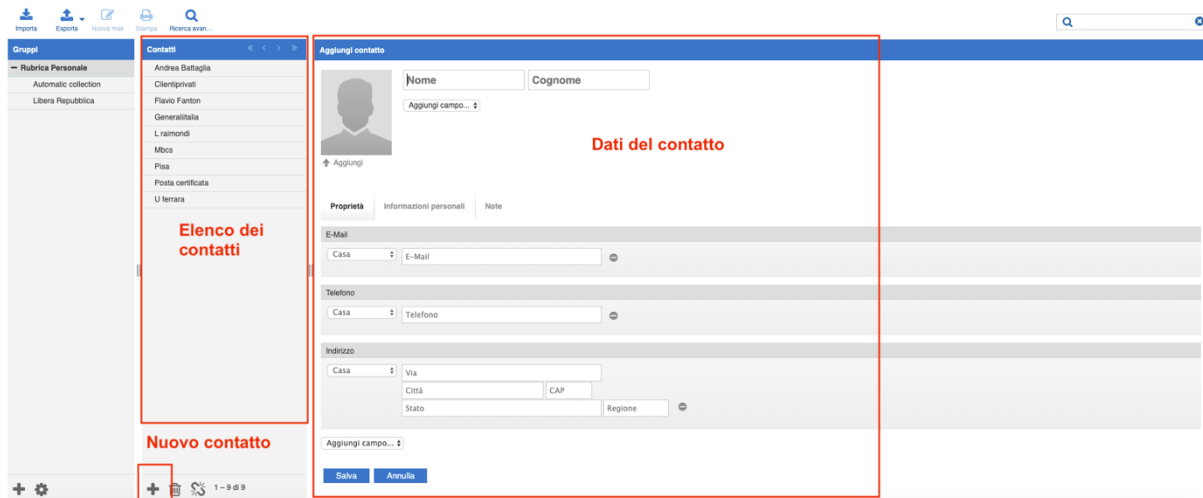 Importa Esporta Nuova mail Stampa Ricerca avan...
Gruppi
Rubrica Personale
Automatic collection
Libera Repubblica
Contatti
Andrea Battaglia
Clientiprivati
Flavio Fanton
Generaliitalia
L raimondi
Mbcs
Pisa
Posta certificata
U ferrara
Elenco dei
contatti
Nuovo contatto
1 – 9 di 9
Aggiungi contatto
Nome Cognome
Aggiungi campo...
Aggiungi
Dati del contatto
Proprietà Informazioni personali Note
E-Mail
Casa E-Mail
Telefono
Casa Telefono
Indirizzo
Casa Via
Città CAP
Stato Regione
Aggiungi campo...
Salva Annulla